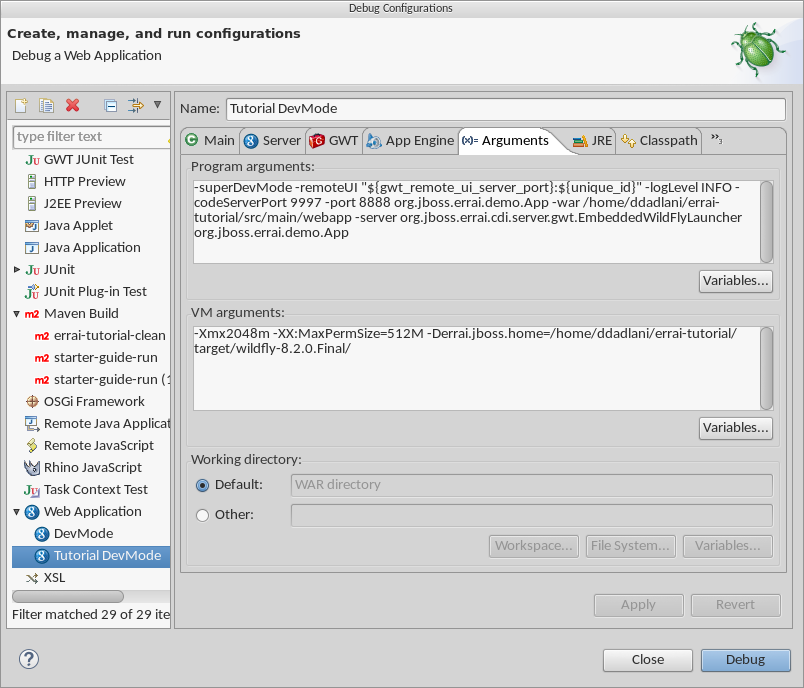 Debug Configurations
Create, manage, and run configurations
Debug a Web Application
type filter text
GWT JUnit Test
HTTP Preview
J2EE Preview
Java Applet
Java Application
JUnit
JUnit Plug-in Test
Maven Build
errai-tutorial-clean
starter-guide-run
starter-guide-run (1
OSGi Framework
Remote Java Applicat
Remote JavaScript
Rhino JavaScript
Task Context Test
Web Application
DevMode
Tutorial DevMode
XSL
Filter matched 29 of 29 ite
Name: Tutorial DevMode
Main Server GWT App Engine (x)= Arguments JRE Classpath »3
Program arguments:
-superDevMode -remoteUI "${gwt_remote_ui_server_port}:${unique_id}" -logLevel INFO -
codeServerPort 9997 -port 8888 org.jboss.errai.demo.App -war /home/ddadlani/errai-
tutorial/src/main/webapp -server org.jboss.errai.cdi.server.gwt.EmbeddedWildFlyLauncher
org.jboss.errai.demo.App
Variables...
VM arguments:
-Xmx2048m -XX:MaxPermSize=512M -Derrai.jboss.home=/home/ddadlani/errai-tutorial/
target/wildfly-8.2.0.Final/
Variables...
Working directory:
Default: WAR directory
Other:
Workspace... File System... Variables...
Apply Revert
? Close Debug